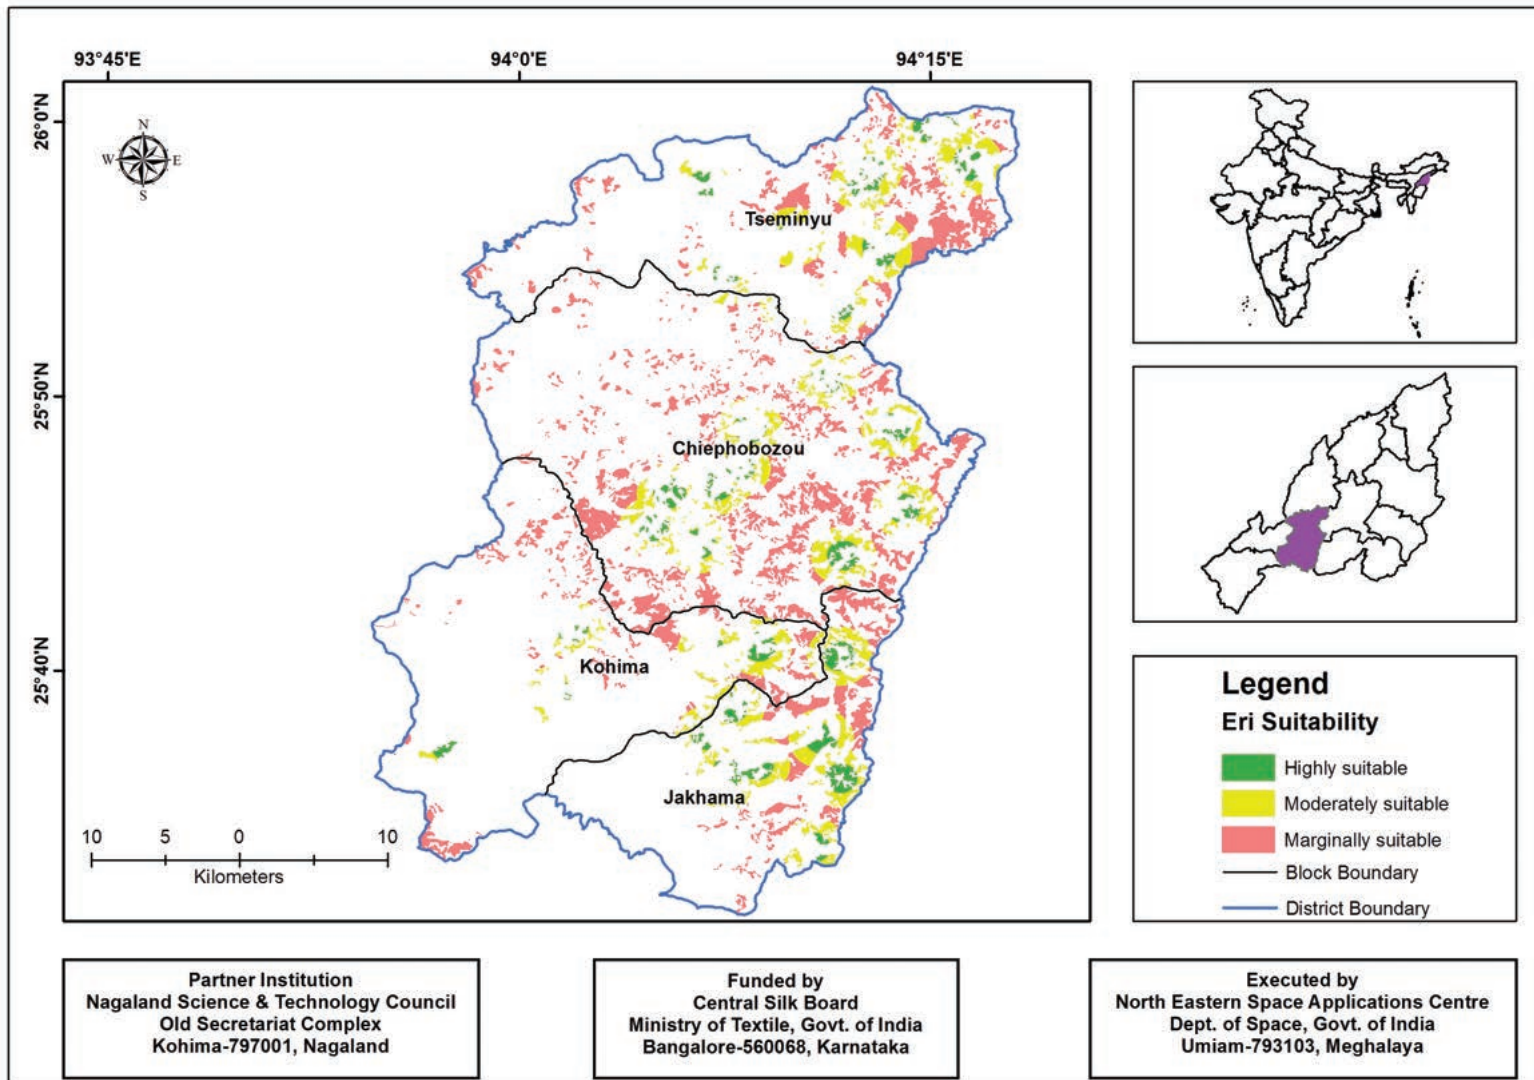 93°45'E
94°0'E
94°15'E
26°0'N
25°50'N
25°40'N
N
W E
S
Tseminyu
Chiephobozou
Kohima
Jakhama
10 5 0 10
Kilometers
Legend
Eri Suitability
Highly suitable
Moderately suitable
Marginally suitable
Block Boundary
District Boundary
Partner Institution
Nagaland Science & Technology Council
Old Secretariat Complex
Kohima-797001, Nagaland
Funded by
Central Silk Board
Ministry of Textile, Govt. of India
Bangalore-560068, Karnataka
Executed by
North Eastern Space Applications Centre
Dept. of Space, Govt. of India
Umiam-793103, Meghalaya